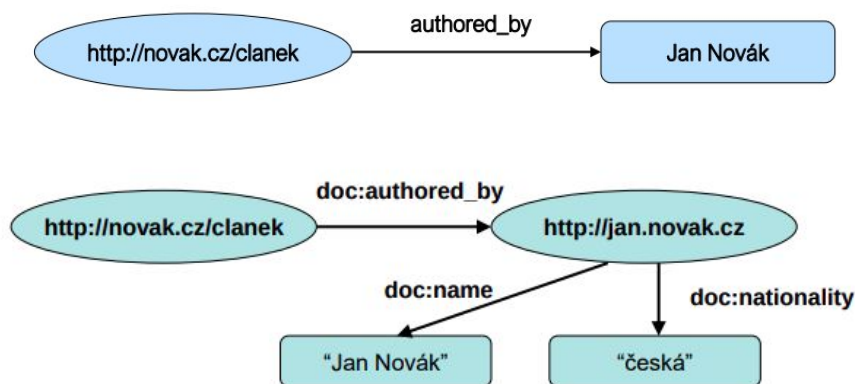 authored_by
http://novak.cz/clanek
Jan Novák
doc:authored_by
http://novak.cz/clanek
http://jan.novak.cz
doc:name
doc:nationality
“Jan Novák”
“česká”